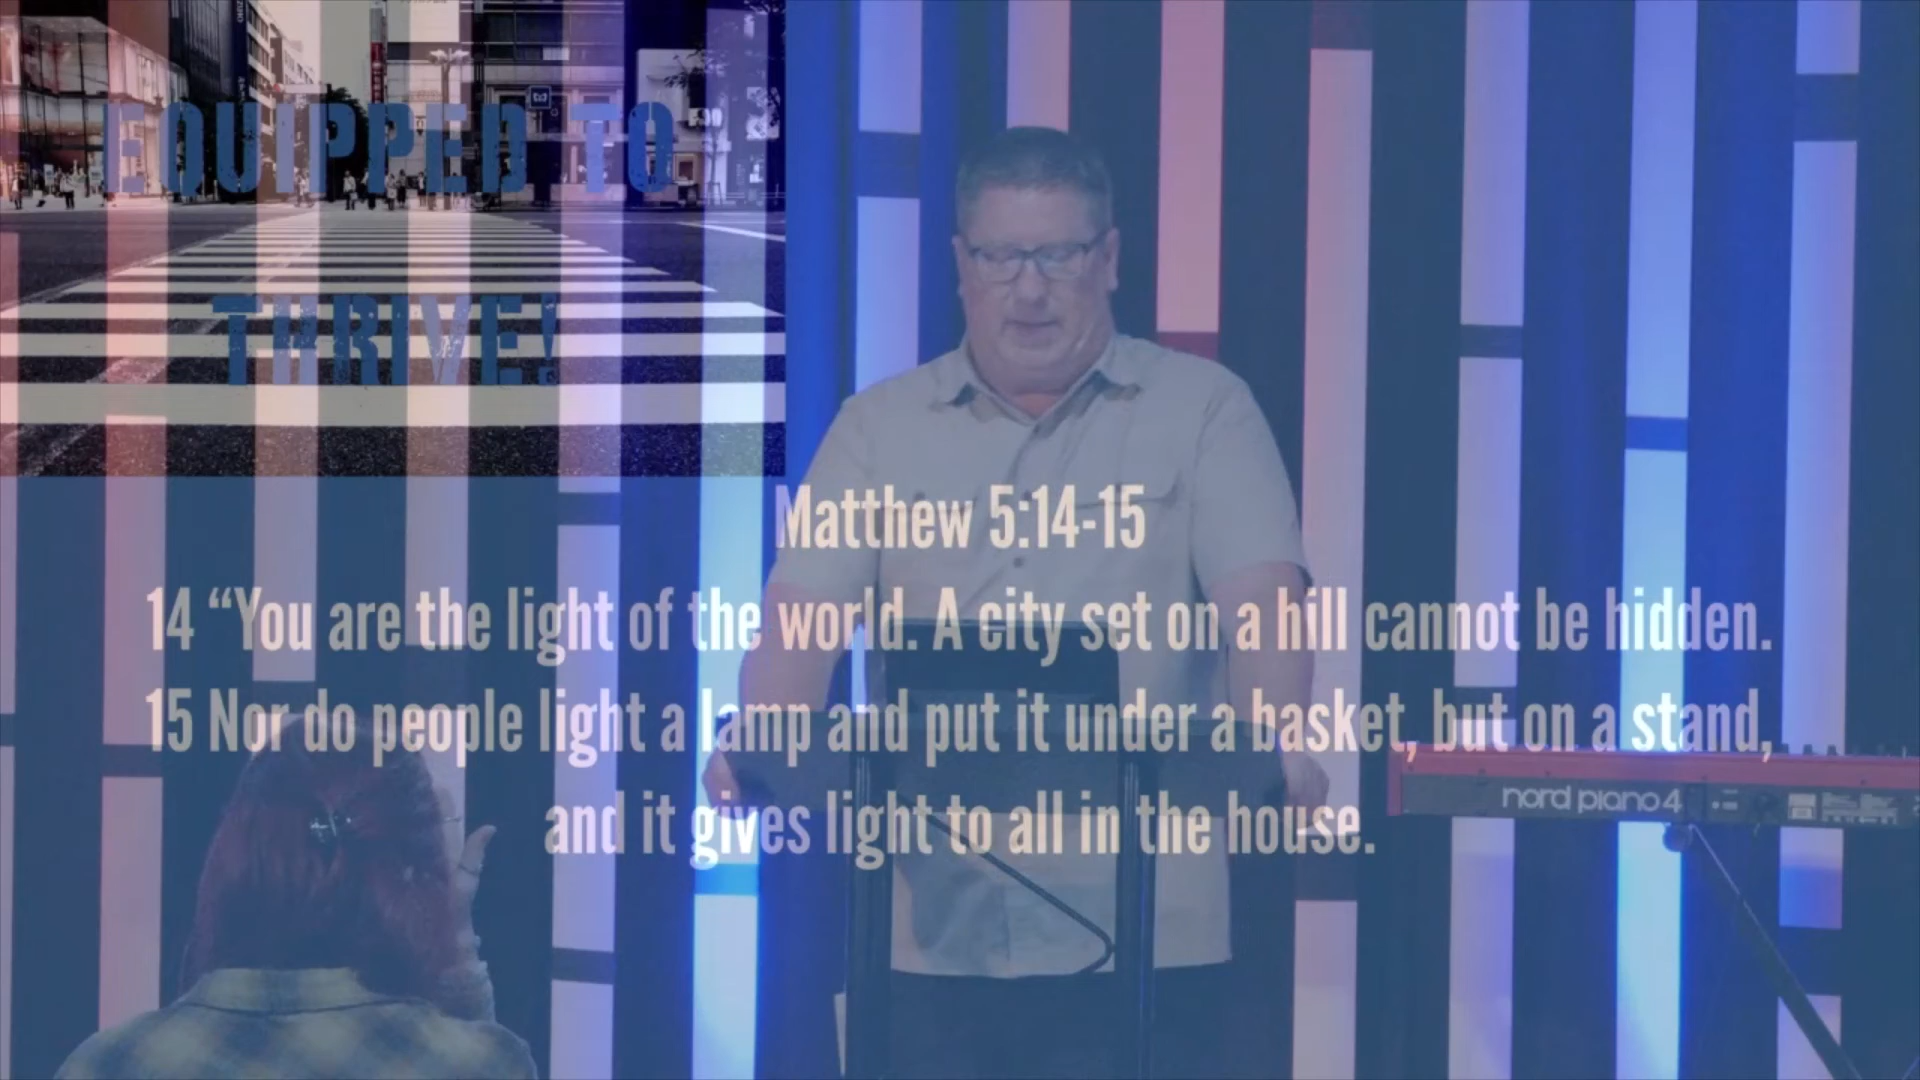 EQUIPPED TO
THRIVE!
Matthew 5:14-15
14 “You are the light of the world. A city set on a hill cannot be hidden.
15 Nor do people light a lamp and put it under a basket, but on a stand,
and it gives light to all in the house.
nord piano 4